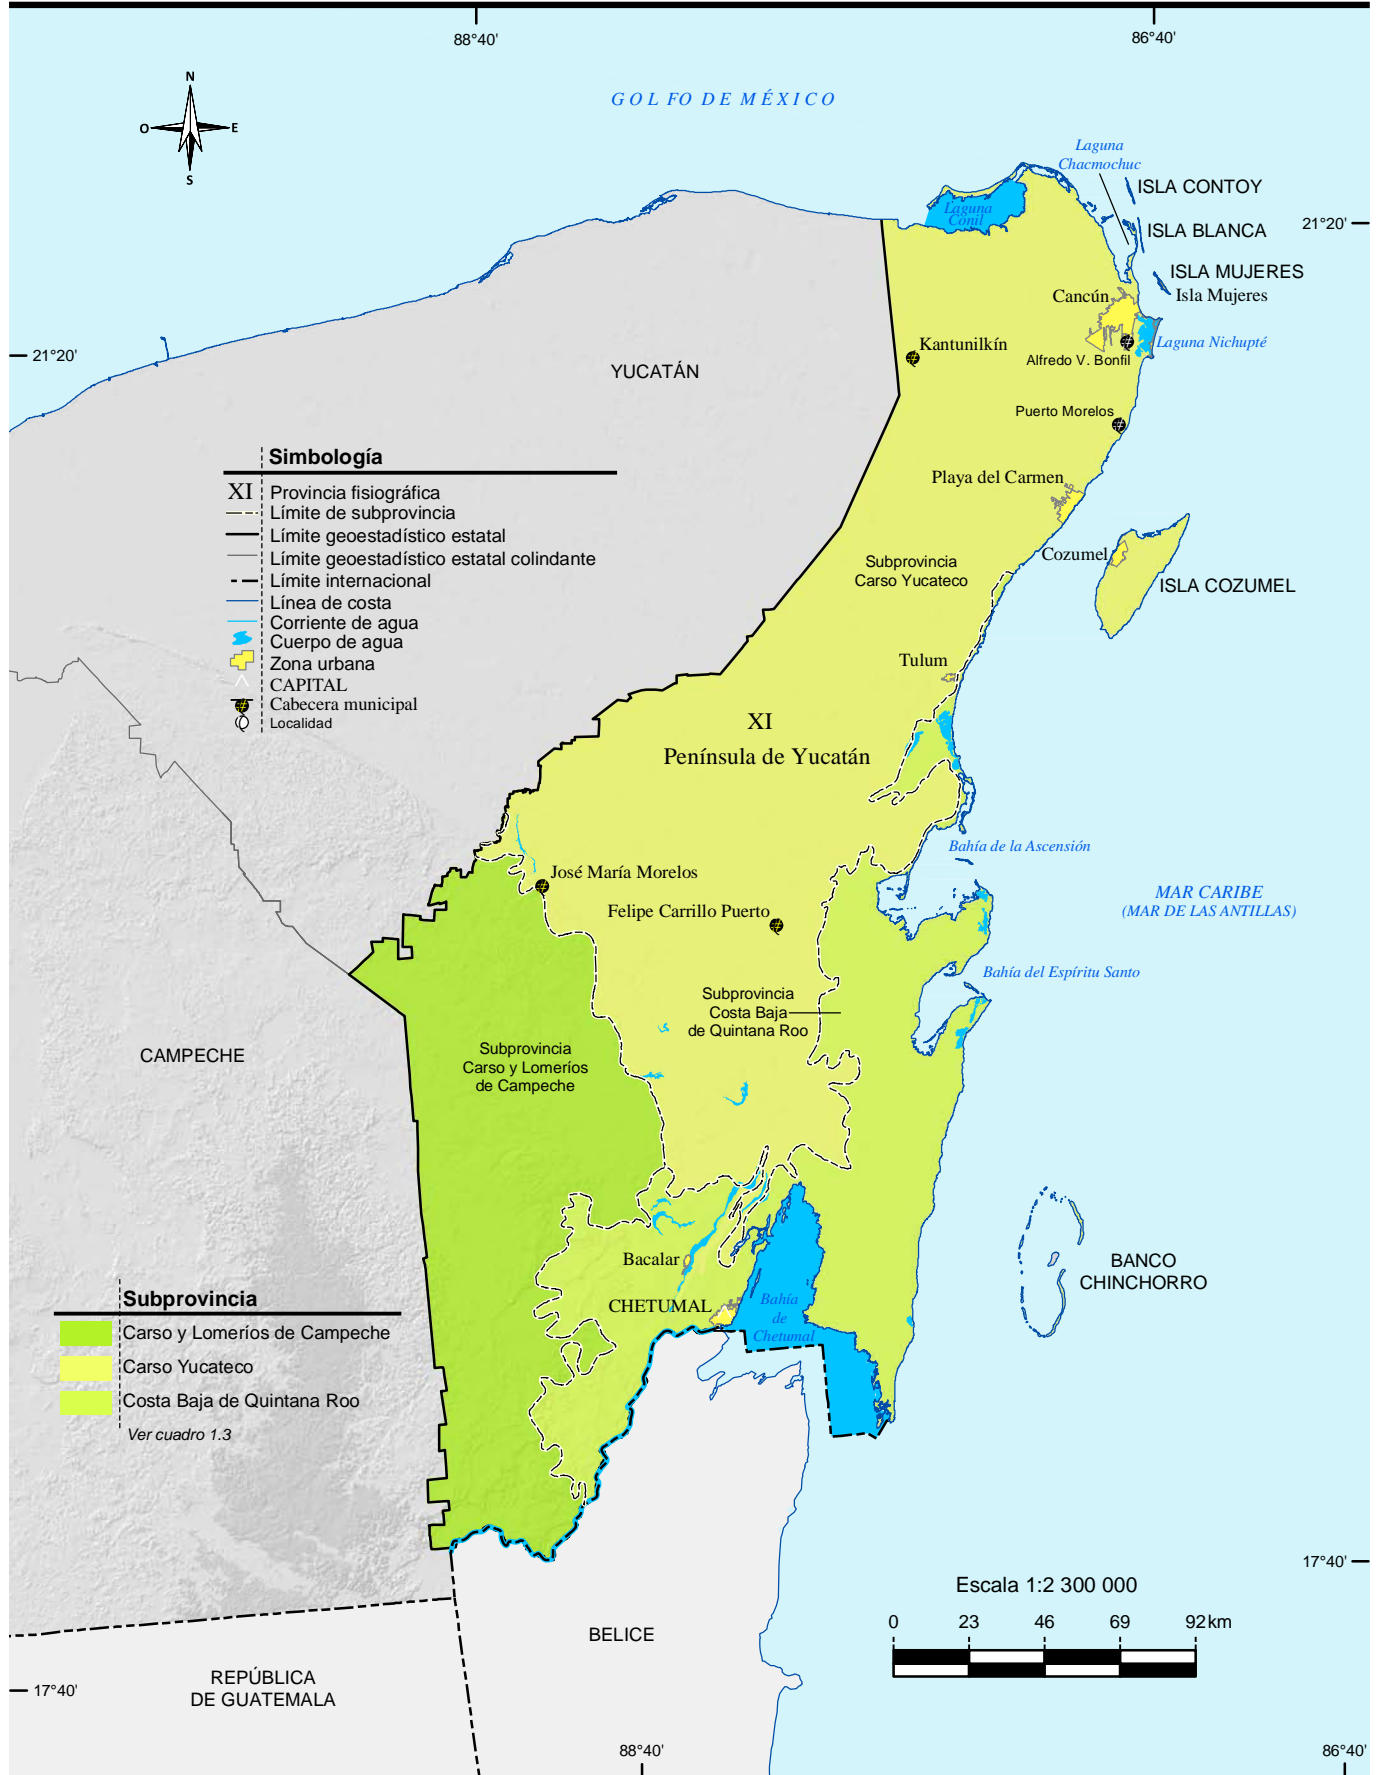 88°40'
86°40'
GOLFO DE MÉXICO
N
O
E
S
Laguna
Chacmochuc
ISLA CONTOY
Laguna
Conil
ISLA BLANCA
21°20'
ISLA MUJERES
Isla Mujeres
Cancún
Kantunilkín
Laguna Nichupté
Alfredo V. Bonfil
21°20'
YUCATÁN
Puerto Morelos
Simbología
XI Provincia fisiográfica
Límite de subprovincia
Límite geoestadístico estatal
Límite geoestadístico estatal colindante
Límite internacional
Línea de costa
Corriente de agua
Cuerpo de agua
Zona urbana
CAPITAL
Cabecera municipal
Localidad
Playa del Carmen
Cozumel
ISLA COZUMEL
Subprovincia
Carso Yucateco
Tulum
XI
Península de Yucatán
Bahía de la Ascensión
José María Morelos
Felipe Carrillo Puerto
MAR CARIBE
(MAR DE LAS ANTILLAS)
Bahía del Espíritu Santo
Subprovincia
Costa Baja
de Quintana Roo
CAMPECHE
Subprovincia
Carso y Lomeríos
de Campeche
Bacalar
CHETUMAL
Bahía
de
Chetumal
BANCO
CHINCHORRO
Subprovincia
Carso y Lomeríos de Campeche
Carso Yucateco
Costa Baja de Quintana Roo
Ver cuadro 1.3
17°40'
Escala 1:2 300 000
0 23 46 69 92 km
BELICE
REPÚBLICA
DE GUATEMALA
17°40'
88°40'
86°40'